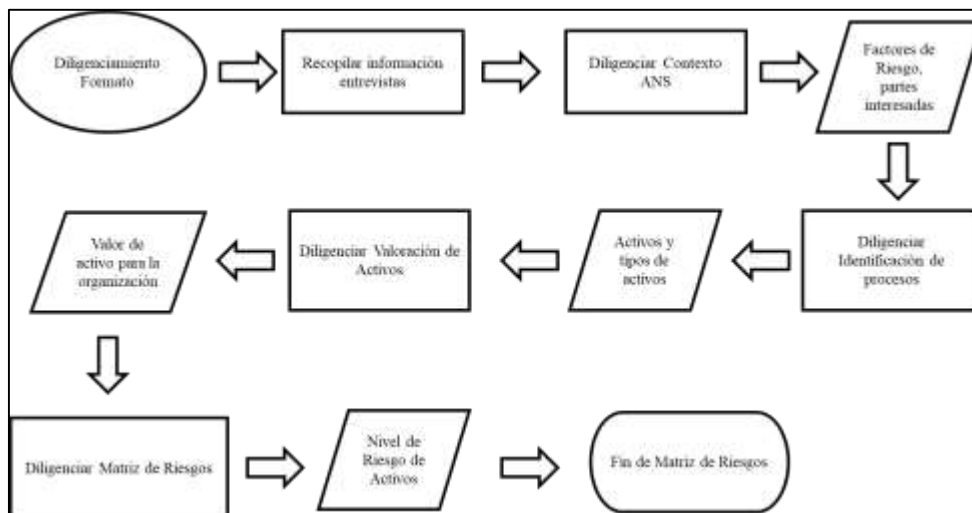 Diligenciamiento
Formato
Recopilar información
entrevistas
Diligenciar Contexto
ANS
Factores de
Riesgo,
partes
interesadas
Diligenciar
Identificación de
procesos
Activos y
tipos de
activos
Diligenciar Valoración de
Activos
Valor de
activo para la
organización
Diligenciar Matriz de Riesgos
Nivel de
Riesgo de
Activos
Fin de Matriz de Riesgos